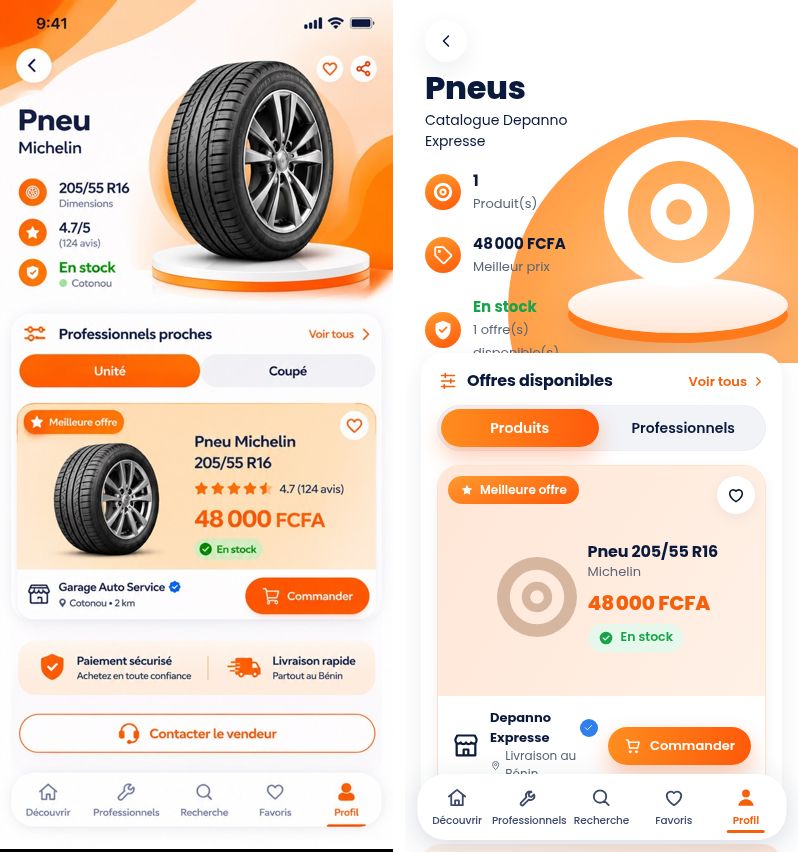 9:41
Pneu
Michelin
205/55 R16
Dimensions
4.7/5
(124 avis)
En stock
Cotonou
Professionnels proches
Voir tous
Unité
Coupé
Meilleure offre
Pneu Michelin
205/55 R16
4.7 (124 avis)
48 000 FCFA
En stock
Garage Auto Service
Cotonou • 2 km
Commander
Paiement sécurisé
Achetez en toute confiance
Livraison rapide
Partout au Bénin
Contacter le vendeur
Découvrir
Professionnels
Recherche
Favoris
Profil
Pneus
Catalogue Depanno
Expresse
1
Produit(s)
48 000 FCFA
Meilleur prix
En stock
1 offre(s)
disponible(s)
Offres disponibles
Voir tous
Produits
Professionnels
Meilleure offre
Pneu 205/55 R16
Michelin
48 000 FCFA
En stock
Depanno
Expresse
Livraison au
Bénin
Commander
Découvrir
Professionnels
Recherche
Favoris
Profil